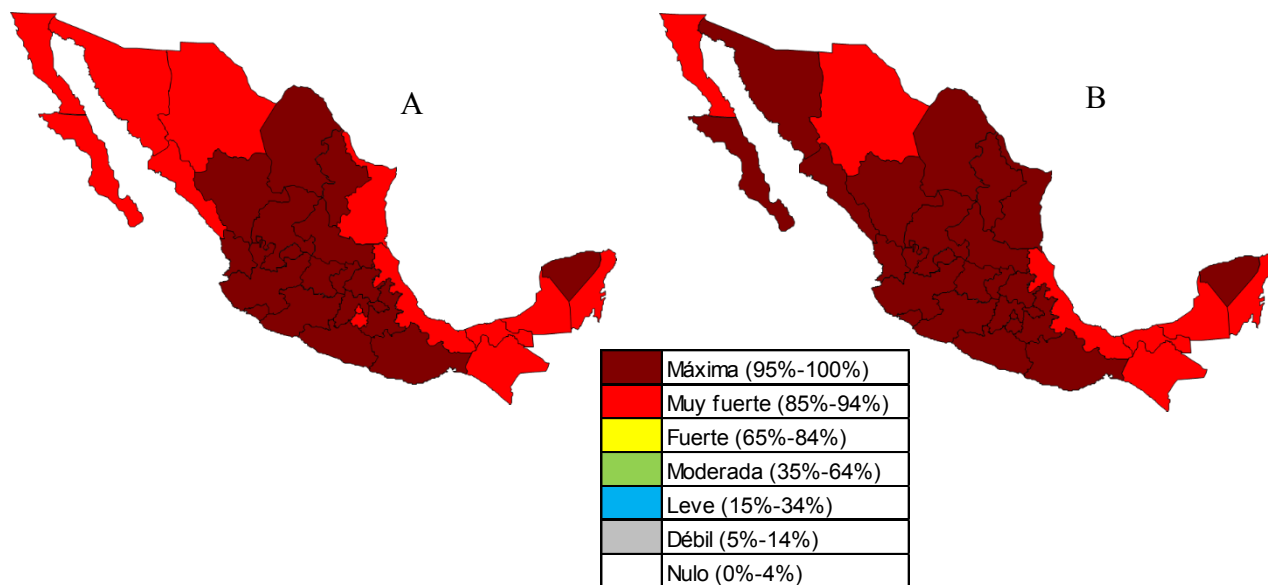 A
B
Máxima (95%-100%)
Muy fuerte (85%-94%)
Fuerte (65%-84%)
Moderada (35%-64%)
Leve (15%-34%)
Débil (5%-14%)
Nulo (0%-4%)